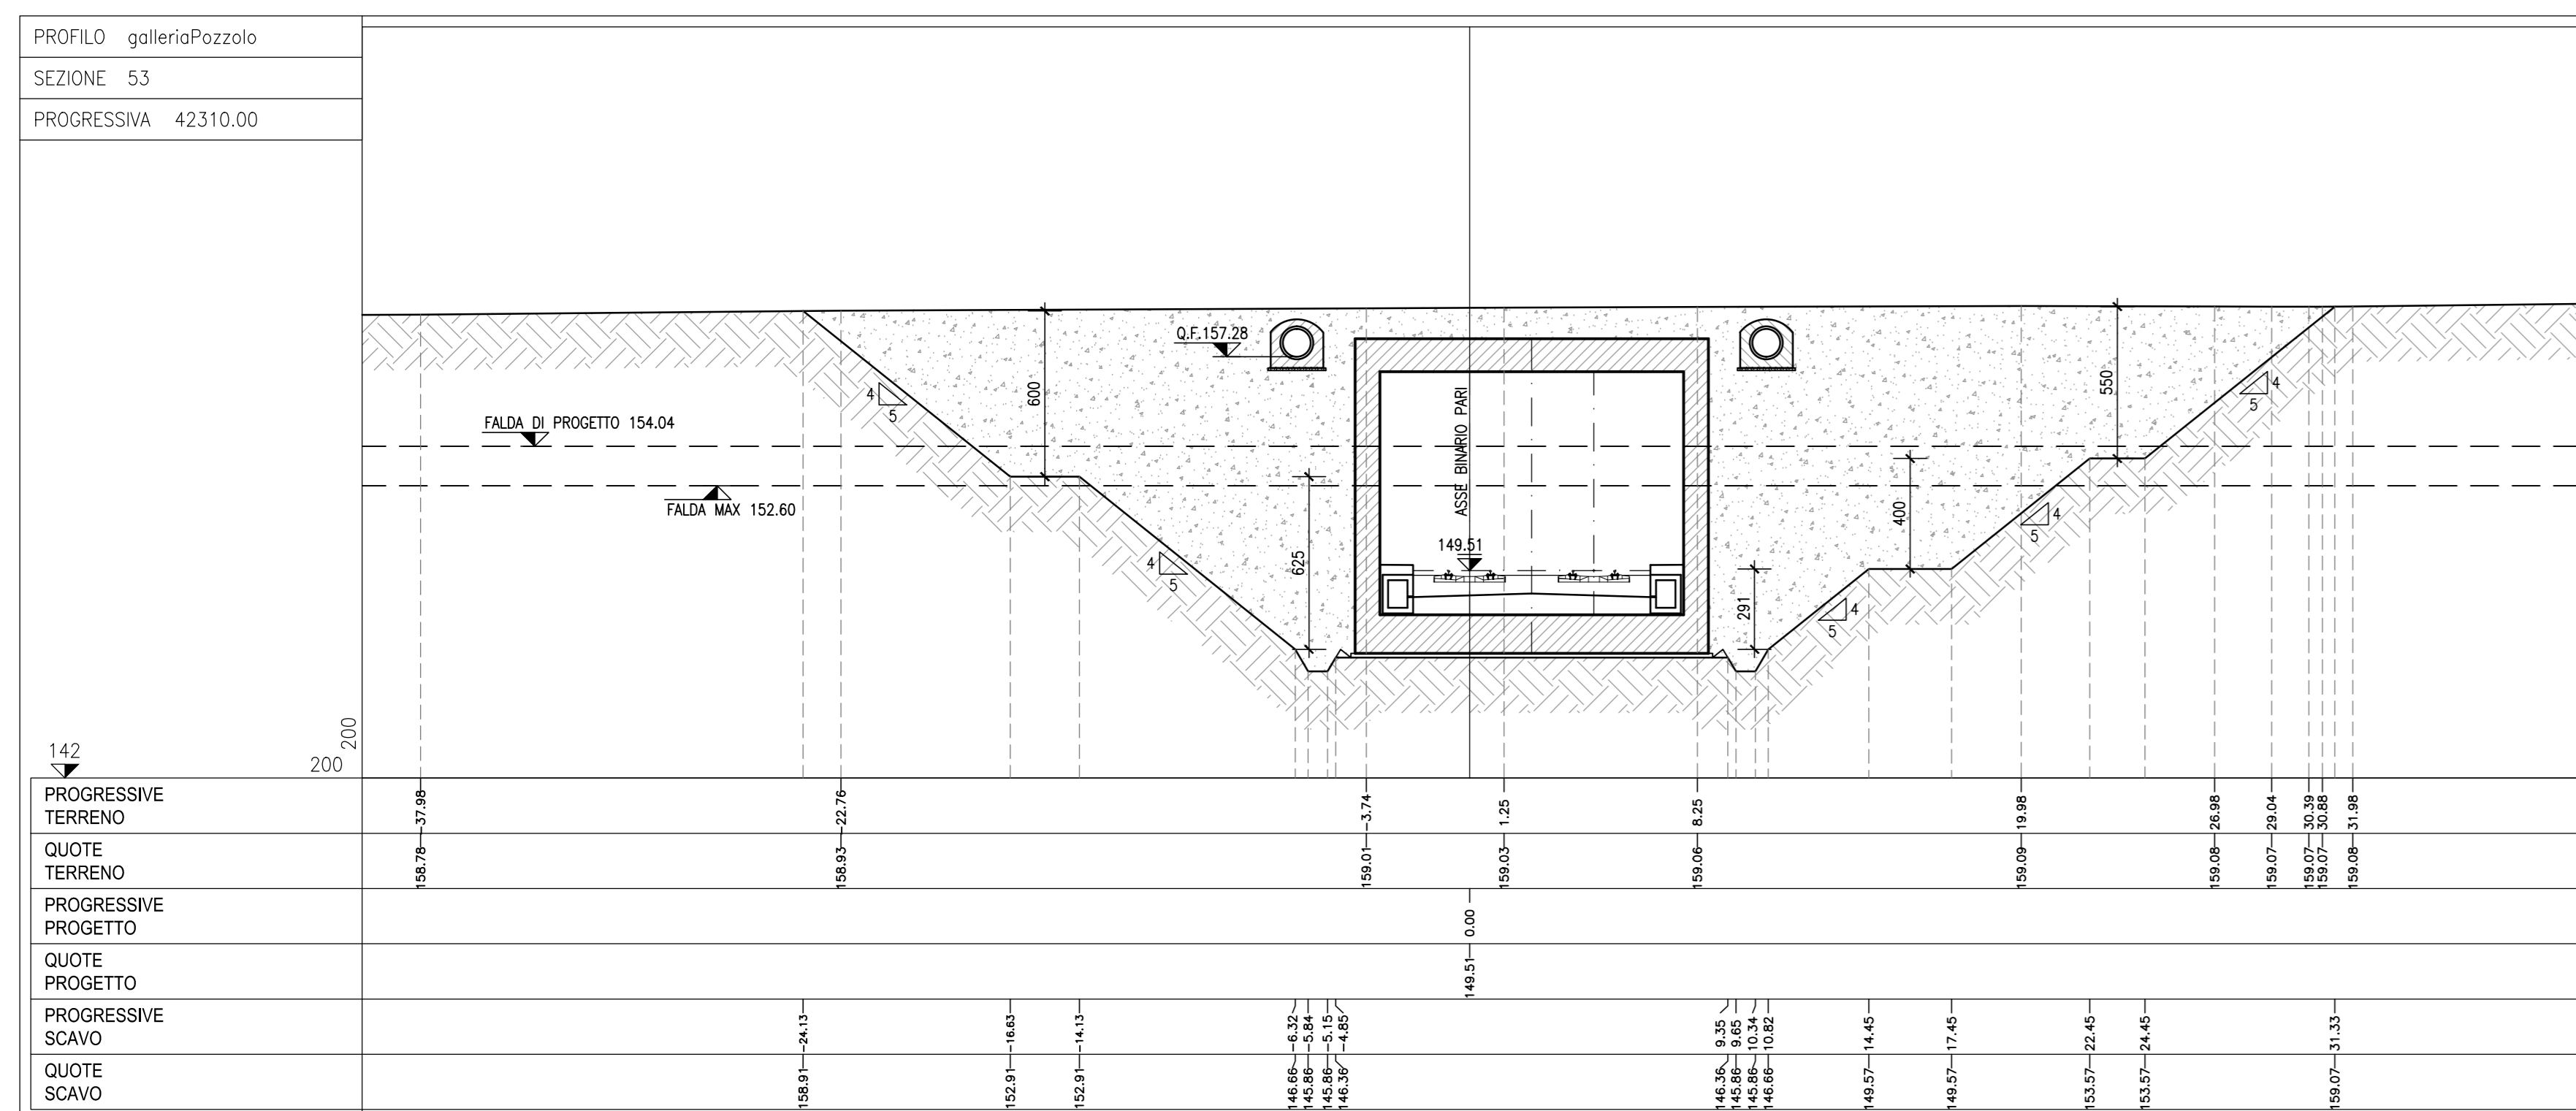 PROFILO galleriaPozzolo
SEZIONE 53
PROGRESSIVA 42310.00
Q.F.157.28
600
4
5
FALDA DI PROGETTO 154.04
FALDA MAX 152.60
4
5
625
ASSE BINARIO PARI
149.51
291
4
5
400
4
5
550
4
5
142
200
200
PROGRESSIVE
TERRENO
-37.98 -22.76 -3.74 1.25 8.25 19.98 26.98 29.04 30.39 30.88 31.98
QUOTE
TERRENO
158.78 158.93 159.01 159.03 159.06 159.09 159.08 159.07 159.07 159.07 159.08
PROGRESSIVE
PROGETTO
0.00
QUOTE
PROGETTO
149.51
PROGRESSIVE
SCAVO
-24.13 -16.63 -14.13 -6.32 -5.84 -5.15 -4.85 9.35 9.65 10.34 10.82 14.45 17.45 22.45 24.45 31.33
QUOTE
SCAVO
158.91 152.91 152.91 146.66 145.86 145.86 146.36 146.36 145.86 145.86 146.66 149.57 149.57 153.57 153.57 159.07